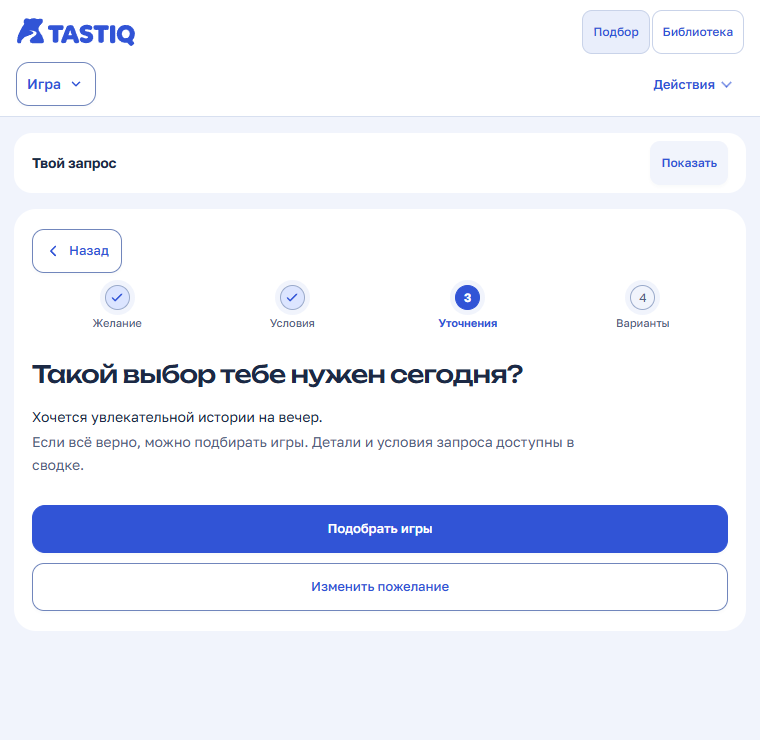 TASTIQ
Подбор
Библиотека
Игра
Действия
Твой запрос
Показать
Назад
3
4
Желание
Условия
Уточнения
Варианты
Такой выбор тебе нужен сегодня?
Хочется увлекательной истории на вечер.
Если всё верно, можно подбирать игры. Детали и условия запроса доступны в
сводке.
Подобрать игры
Изменить пожелание